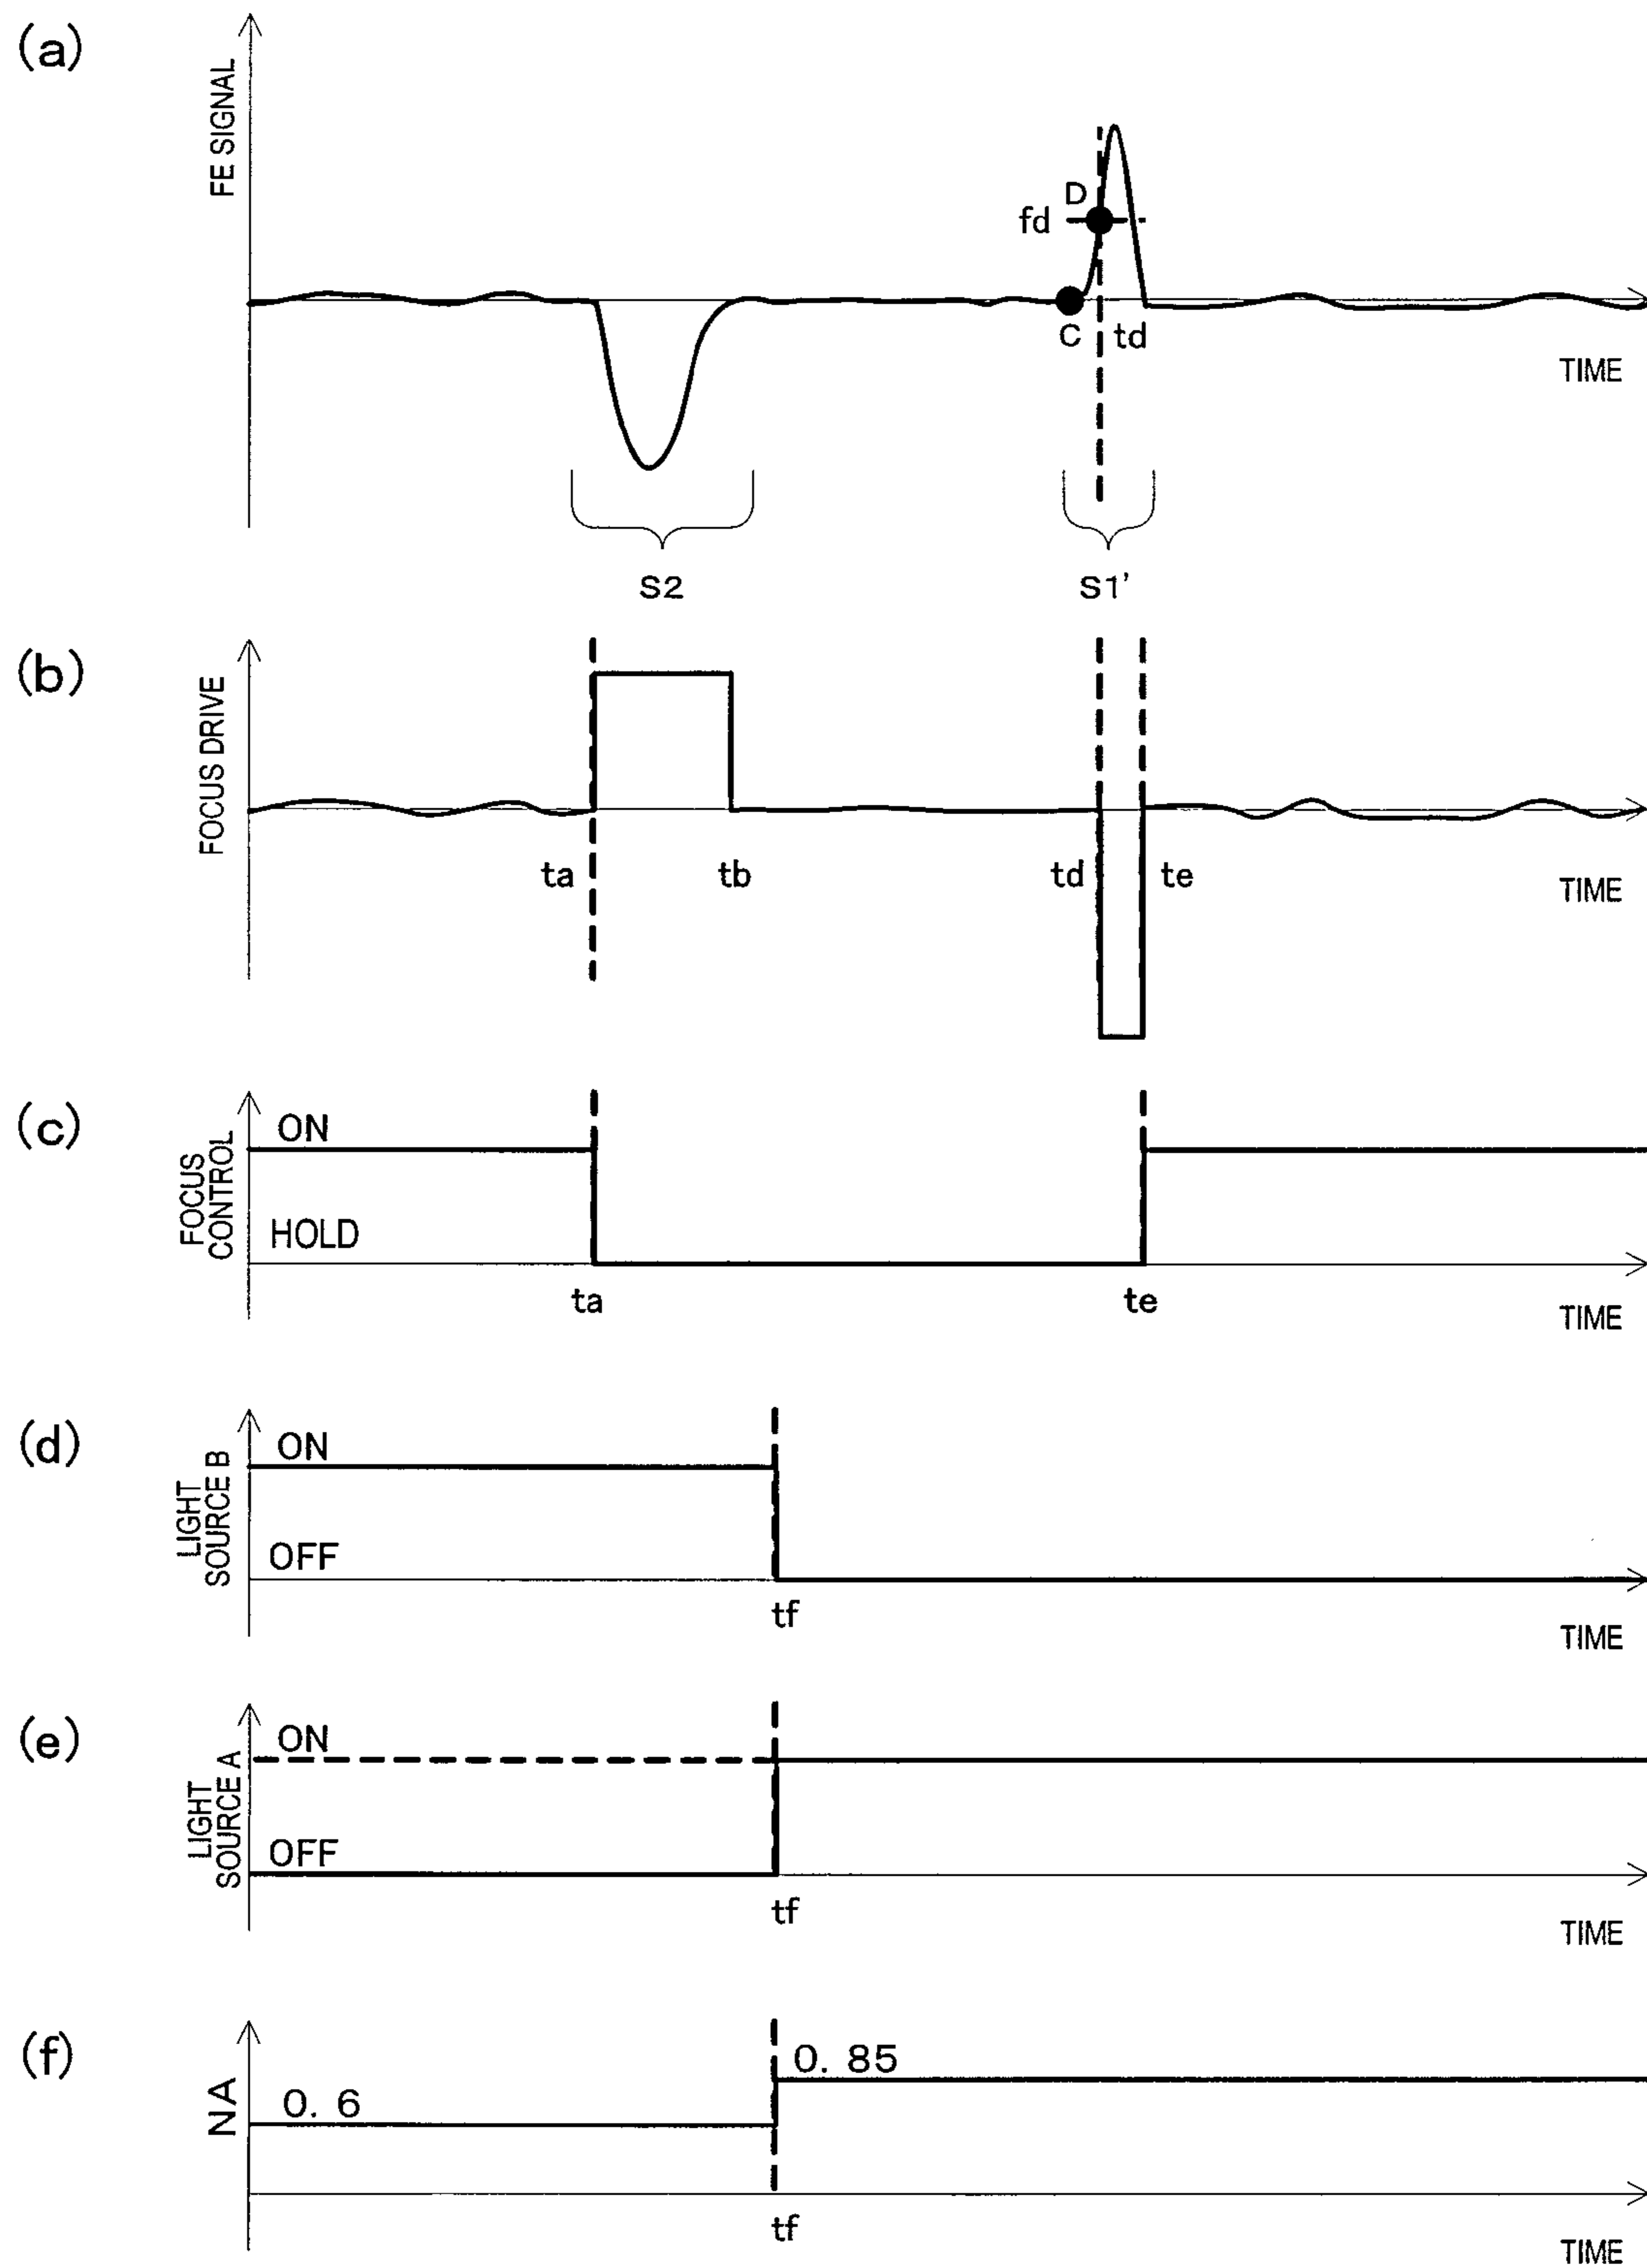 (a)
FE SIGNAL
D
fd
C
td
TIME
S2
S1'
(b)
FOCUS DRIVE
ta
tb
td
te
TIME
(c)
FOCUS
CONTROL
ON
HOLD
ta
te
TIME
(d)
LIGHT
SOURCE B
ON
OFF
tf
TIME
(e)
LIGHT
SOURCE A
ON
OFF
tf
TIME
(f)
NA
0. 6
0. 85
tf
TIME